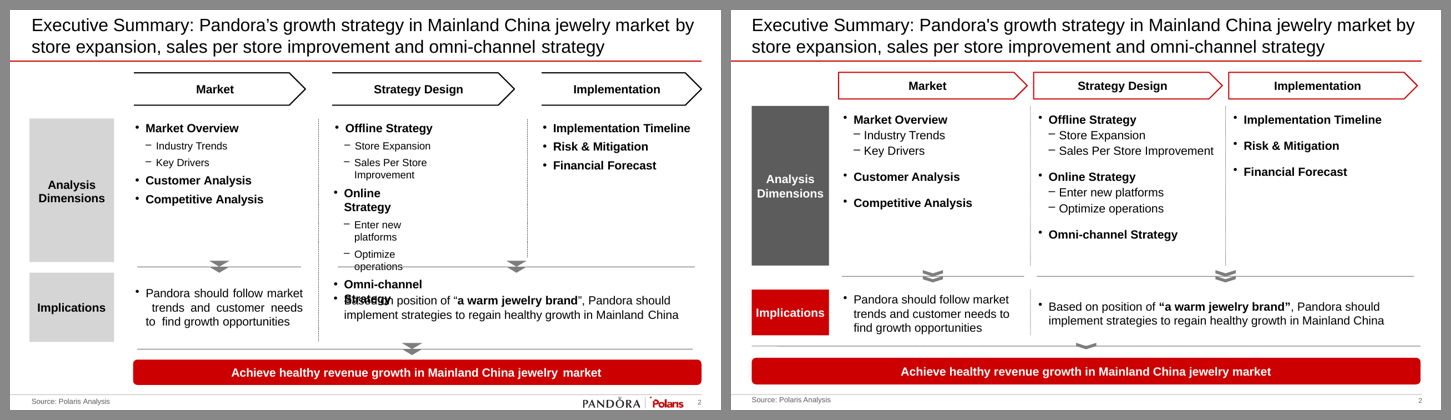 Executive Summary: Pandora’s growth strategy in Mainland China jewelry market by
store expansion, sales per store improvement and omni-channel strategy
Market
Strategy Design
Implementation
Analysis
Dimensions
• Market Overview
– Industry Trends
– Key Drivers
• Customer Analysis
• Competitive Analysis
• Offline Strategy
– Store Expansion
– Sales Per Store
Improvement
• Online
Strategy
– Enter new
platforms
– Optimize
operations
• Omni-channel
Strategy
• Implementation Timeline
• Risk & Mitigation
• Financial Forecast
Implications
• Pandora should follow market
trends and customer needs
to find growth opportunities
• Based on position of “a warm jewelry brand”, Pandora should
implement strategies to regain healthy growth in Mainland China
Achieve healthy revenue growth in Mainland China jewelry market
Source: Polaris Analysis
PANDÖRA
Polaris
2
Executive Summary: Pandora's growth strategy in Mainland China jewelry market by
store expansion, sales per store improvement and omni-channel strategy
Market
Strategy Design
Implementation
Analysis
Dimensions
• Market Overview
– Industry Trends
– Key Drivers
• Customer Analysis
• Competitive Analysis
• Offline Strategy
– Store Expansion
– Sales Per Store Improvement
• Online Strategy
– Enter new platforms
– Optimize operations
• Omni-channel Strategy
• Implementation Timeline
• Risk & Mitigation
• Financial Forecast
Implications
• Pandora should follow market
trends and customer needs to
find growth opportunities
• Based on position of “a warm jewelry brand”, Pandora should
implement strategies to regain healthy growth in Mainland China
Achieve healthy revenue growth in Mainland China jewelry market
Source: Polaris Analysis
2